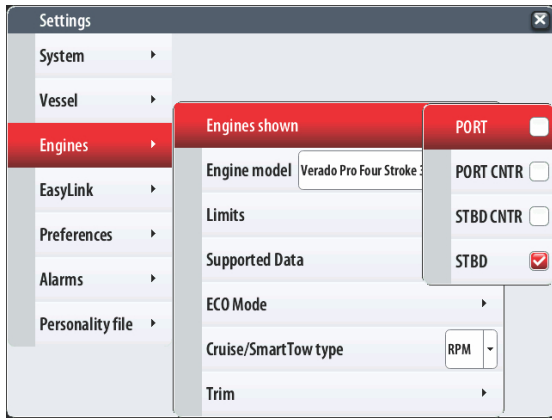 Settings
System
Vessel
Engines
EasyLink
Preferences
Alarms
Personality file
Engines shown
Engine model Verado Pro Four Stroke
Limits
Supported Data
ECO Mode
Cruise/SmartTow type RPM
Trim
PORT
PORT CNTR
STBD CNTR
STBD